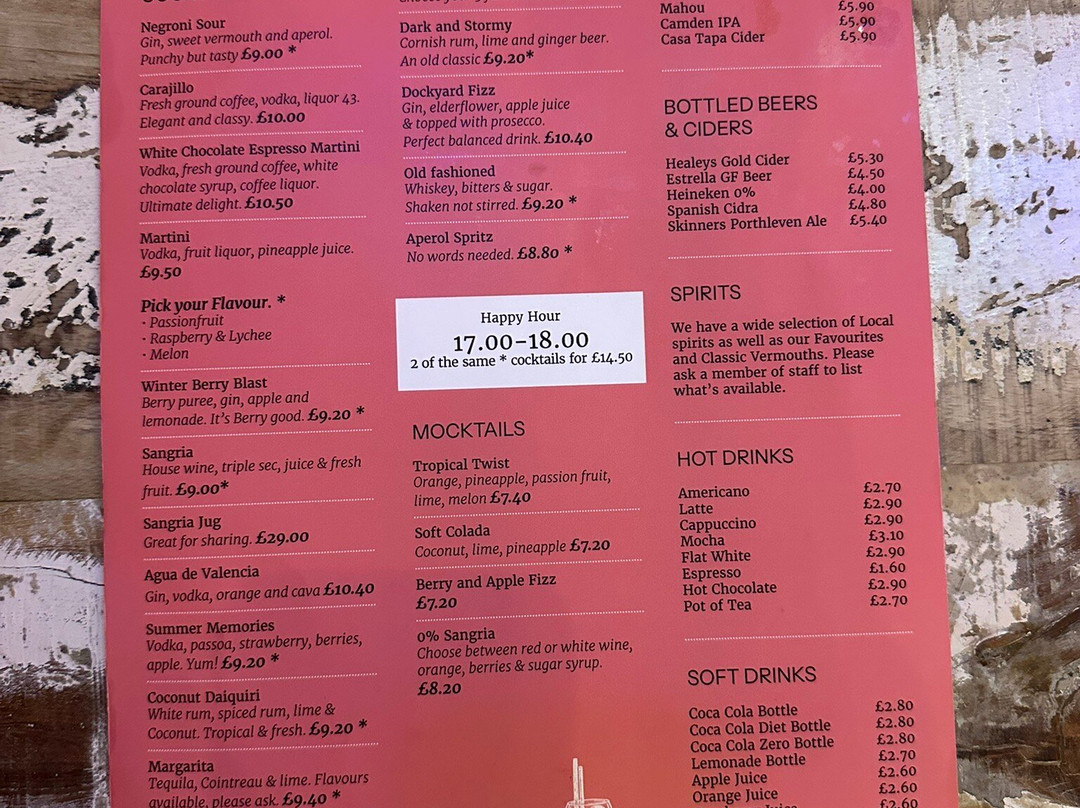 Negroni Sour
Gin, sweet vermouth and aperol.
Punchy but tasty £9.00 *
Carajillo
Fresh ground coffee, vodka, liquor 43.
Elegant and classy. £10.00
White Chocolate Espresso Martini
Vodka, fresh ground coffee, white
chocolate syrup, coffee liquor.
Ultimate delight. £10.50
Martini
Vodka, fruit liquor, pineapple juice.
£9.50
Pick your Flavour. *
· Passionfruit
· Raspberry & Lychee
· Melon
Winter Berry Blast
Berry puree, gin, apple and
lemonade. It's Berry good. £9.20 *
Sangria
House wine, triple sec, juice & fresh
fruit. £9.00*
Sangria Jug
Great for sharing. £29.00
Agua de Valencia
Gin, vodka, orange and cava £10.40
Summer Memories
Vodka, passoa, strawberry, berries,
apple. Yum! £9.20 *
Coconut Daiquiri
White rum, spiced rum, lime &
Coconut. Tropical & fresh. £9.20 *
Margarita
Tequila, Cointreau & lime. Flavours
available, please ask. £9.40 *
Dark and Stormy
Cornish rum, lime and ginger beer.
An old classic £9.20*
Dockyard Fizz
Gin, elderflower, apple juice
& topped with prosecco.
Perfect balanced drink. £10.40
Old fashioned
Whiskey, bitters & sugar.
Shaken not stirred. £9.20 *
Aperol Spritz
No words needed. £8.80 *
Happy Hour
17.00-18.00
2 of the same * cocktails for £14.50
MOCKTAILS
Tropical Twist
Orange, pineapple, passion fruit,
lime, melon £7.40
Soft Colada
Coconut, lime, pineapple £7.20
Berry and Apple Fizz
£7.20
0% Sangria
Choose between red or white wine,
orange, berries & sugar syrup.
£8.20
Mahou £5.90
Camden IPA £5.90
Casa Tapa Cider £5.90
BOTTLED BEERS
& CIDERS
Healeys Gold Cider £5.30
Estrella GF Beer £4.50
Heineken 0% £4.00
Spanish Cidra £4.80
Skinners Porthleven Ale £5.40
SPIRITS
We have a wide selection of Local
spirits as well as our Favourites
and Classic Vermouths. Please
ask a member of staff to list
what's available.
HOT DRINKS
Americano £2.70
Latte £2.90
Cappuccino £2.90
Mocha £3.10
Flat White £2.90
Espresso £1.60
Hot Chocolate £2.90
Pot of Tea £2.70
SOFT DRINKS
Coca Cola Bottle £2.80
Coca Cola Diet Bottle £2.80
Coca Cola Zero Bottle £2.80
Lemonade Bottle £2.70
Apple Juice £2.60
Orange Juice £2.60
£2.60